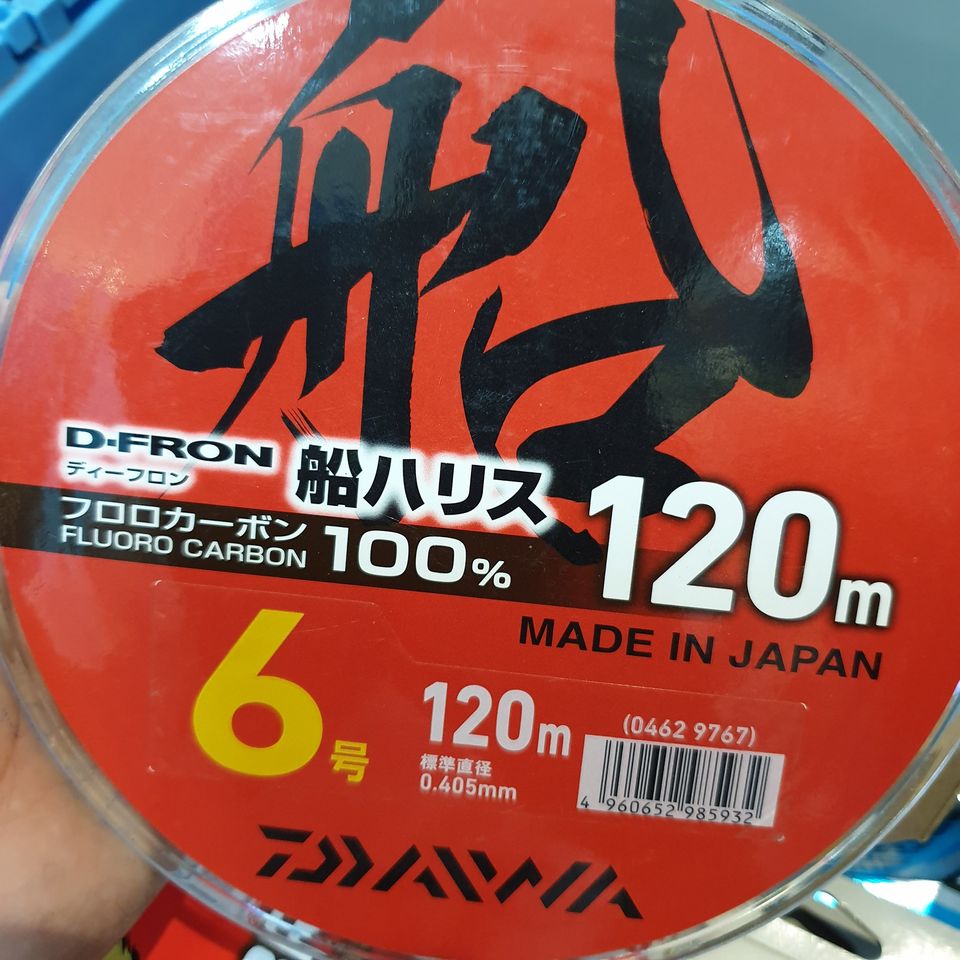 船
D-FRON 船ハリス
ディーフロン
フロロカーボン
FLUORO CARBON 100%
120m
MADE IN JAPAN
6号
120m
標準直径
0.405mm
(0462 9767)
4 960652 985932
DAIWA